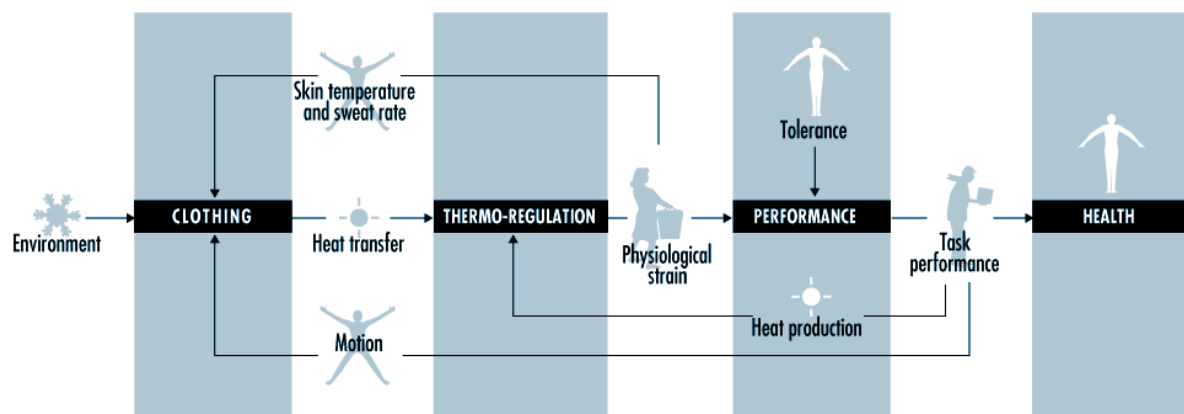 Skin temperature
and sweat rate
Tolerance
Environment
CLOTHING
Heat transfer
THERMO-REGULATION
Physiological
strain
PERFORMANCE
Task
performance
HEALTH
Heat production
Motion